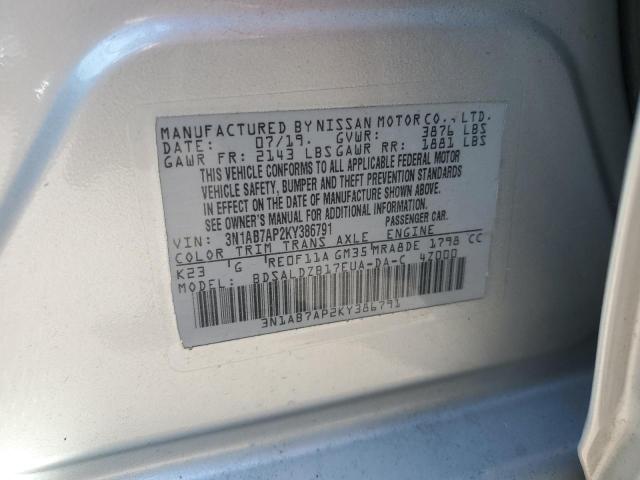 MANUFACTURED BY NISSAN MOTOR CO., LTD.
DATE: 07/19 GVWR: 3876 LBS
GAWR FR: 2143 LBS GAWR RR: 1881 LBS
THIS VEHICLE CONFORMS TO ALL APPLICABLE FEDERAL MOTOR
VEHICLE SAFETY, BUMPER AND THEFT PREVENTION STANDARDS
IN EFFECT ON THE DATE OF MANUFACTURE SHOWN ABOVE.
SEE OWNER'S MANUAL FOR ADDITIONAL INFORMATION.
VIN: 3N1AB7AP2KY386791 PASSENGER CAR.
COLOR TRIM TRANS AXLE ENGINE
K23 G RE0F11A GM35 MRA8DE 1798 CC
MODEL: BDSALDZB17EUA-DA-C 47000
3N1AB7AP2KY386791